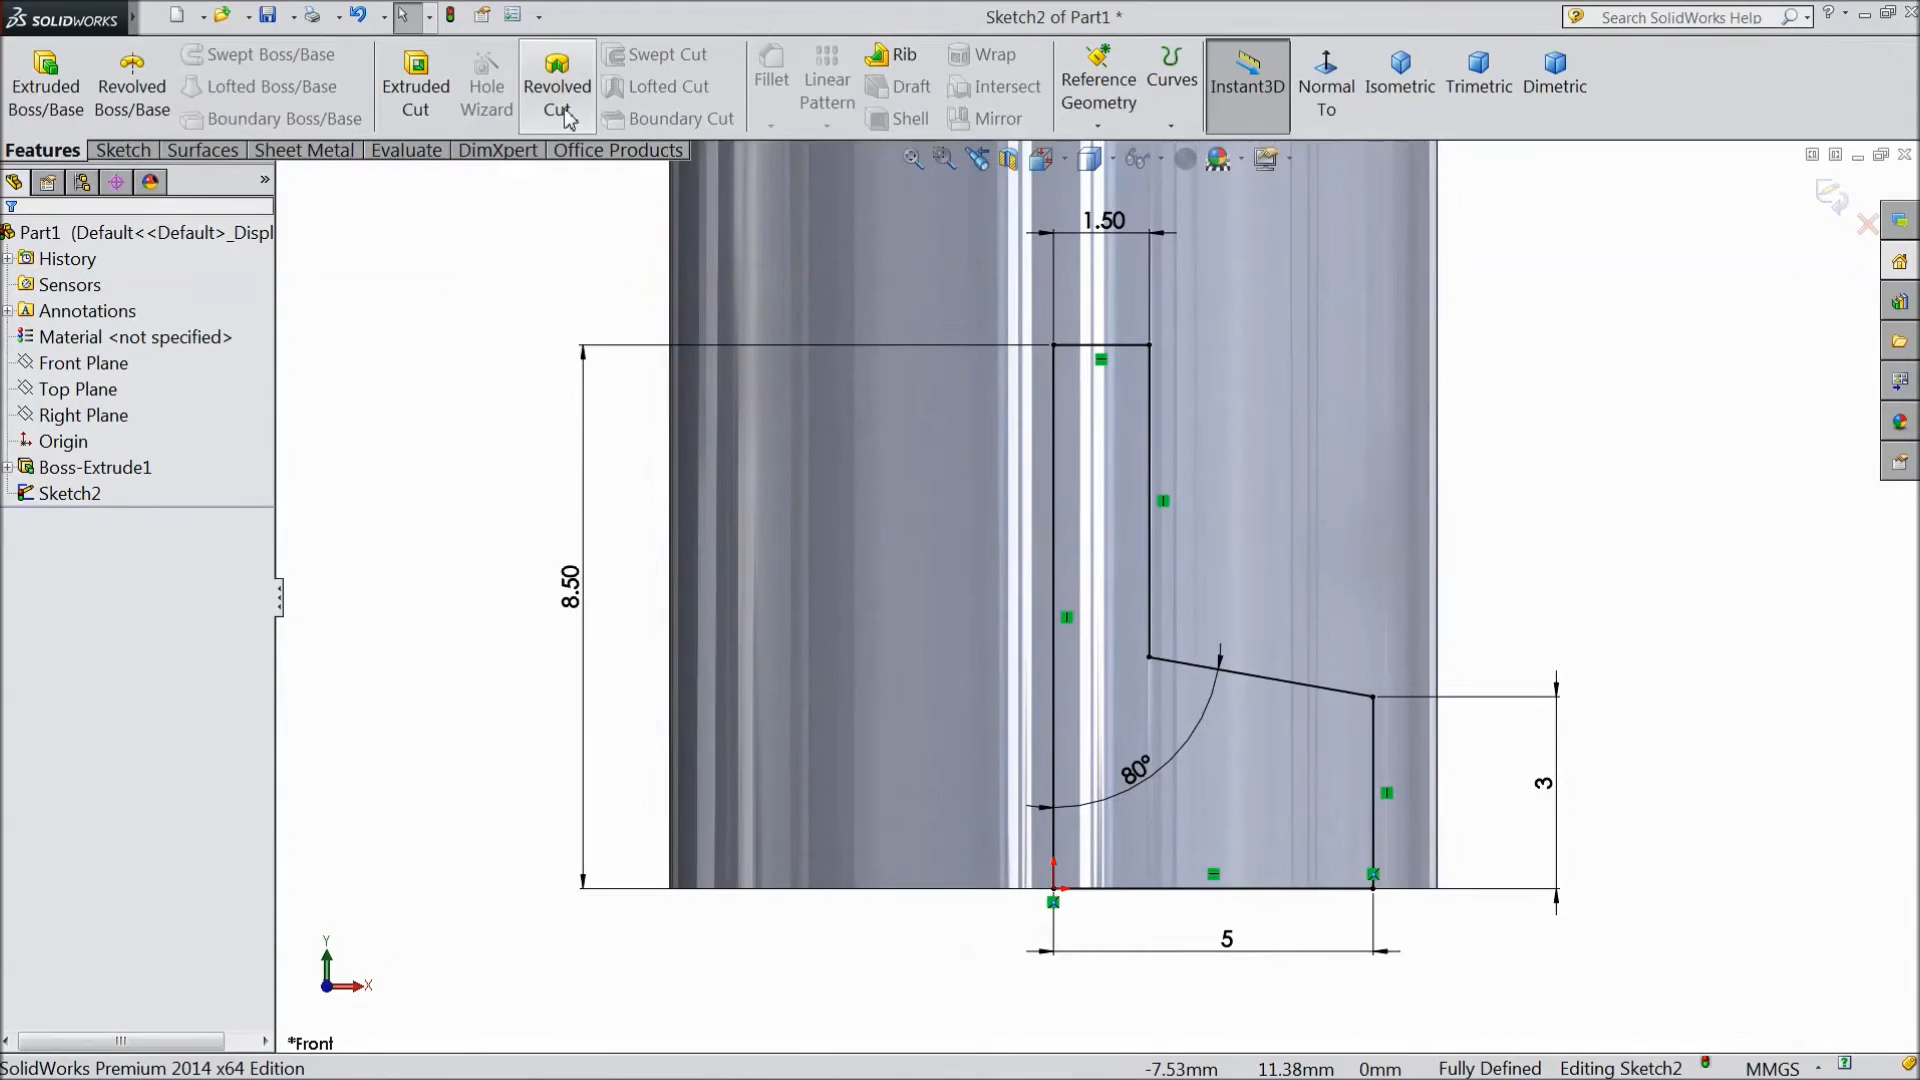 SOLIDWORKS
Sketch2 of Part1 *
Search SolidWorks Help
Extruded Boss/Base
Revolved Boss/Base
Swept Boss/Base
Lofted Boss/Base
Boundary Boss/Base
Extruded Cut
Hole Wizard
Revolved Cut
Swept Cut
Lofted Cut
Boundary Cut
Fillet
Linear Pattern
Rib
Draft
Shell
Wrap
Intersect
Mirror
Reference Geometry
Curves
Instant3D
Normal To
Isometric
Trimetric
Dimetric
Features
Sketch
Surfaces
Sheet Metal
Evaluate
DimXpert
Office Products
Part1 (Default<<Default>_Displ
History
Sensors
Annotations
Material <not specified>
Front Plane
Top Plane
Right Plane
Origin
Boss-Extrude1
Sketch2
1.50
8.50
80°
3
5
Y
X
*Front
SolidWorks Premium 2014 x64 Edition
-7.53mm
11.38mm
0mm
Fully Defined
Editing Sketch2
MMGS